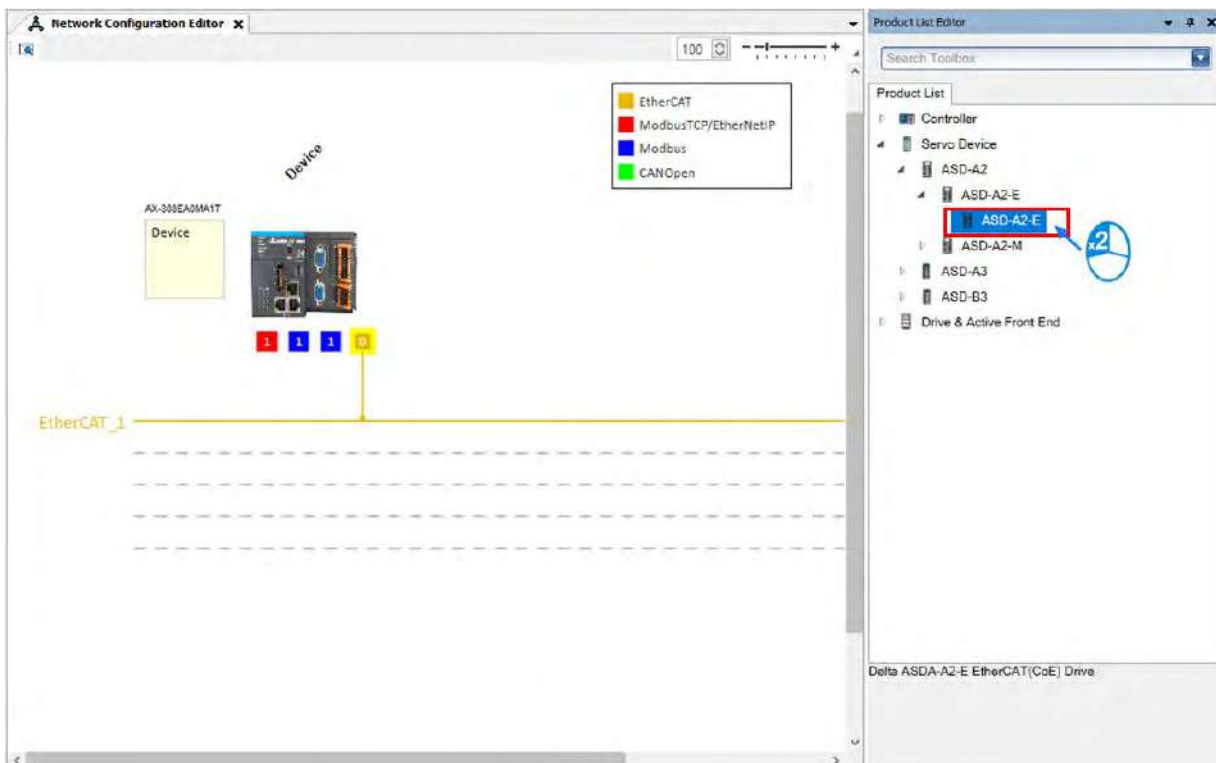 Network Configuration Editor
100
EtherCAT
ModbusTCP/EtherNetIP
Modbus
CANOpen
Device
AX-308EA0MA1T
Device
1 1 1 0
EtherCAT_1
Product List Editor
Search Toolbox
Product List
Controller
Servo Device
ASD-A2
ASD-A2-E
ASD-A2-E
x2
ASD-A2-M
ASD-A3
ASD-B3
Drive & Active Front End
Delta ASDA-A2-E EtherCAT(CoE) Drive